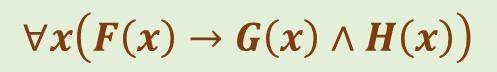 ∀x(F(x) → G(x) ∧ H(x))